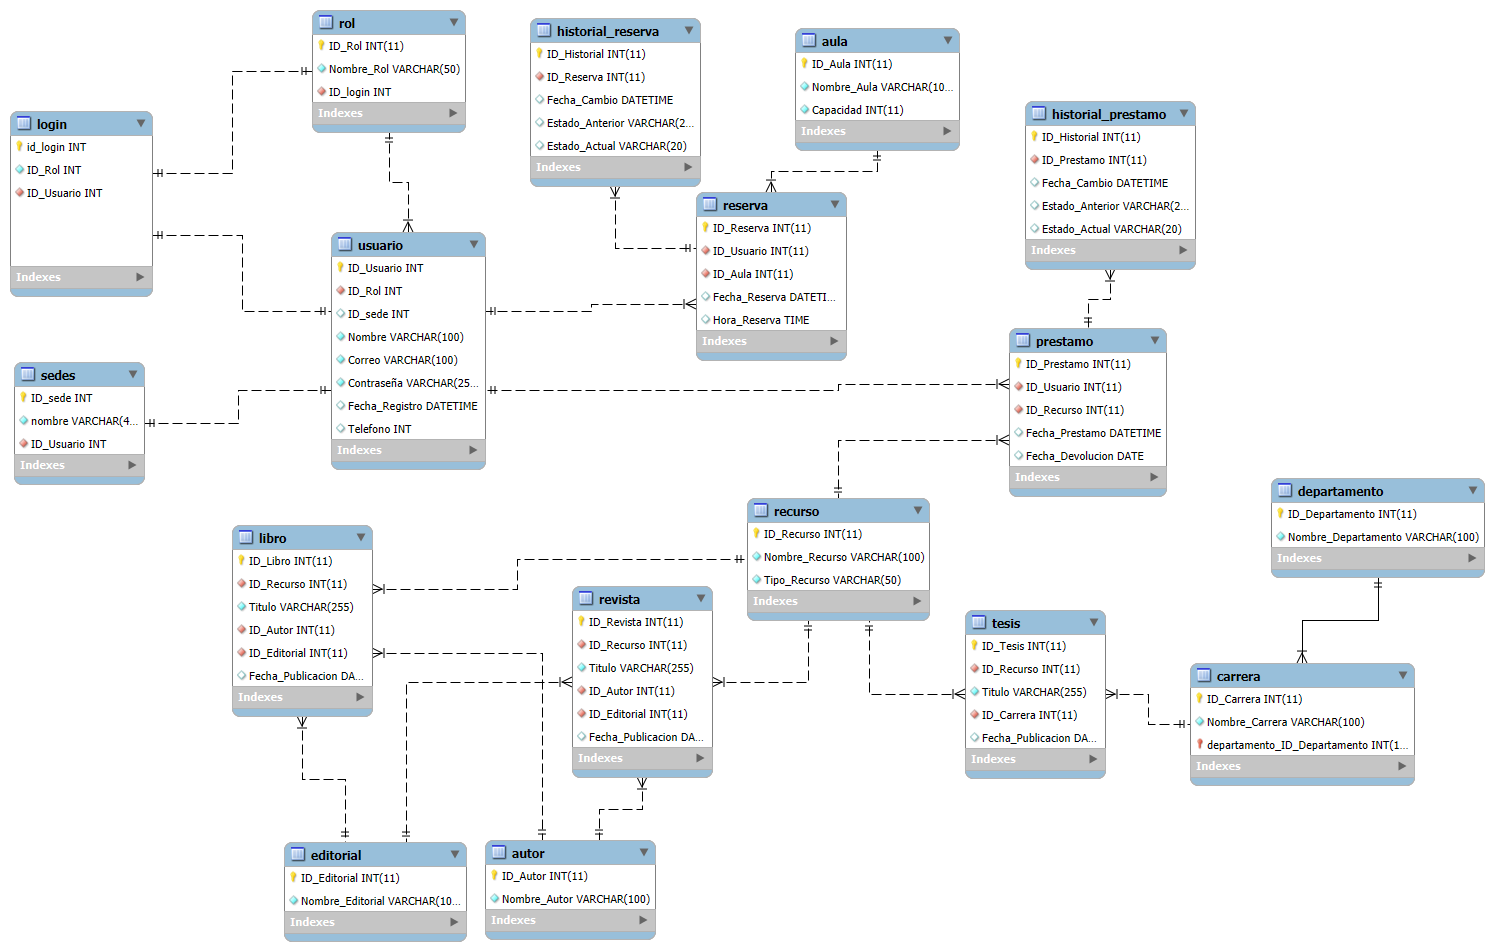 rol
ID_Rol INT(11)
Nombre_Rol VARCHAR(50)
ID_login INT
Indexes
historial_reserva
ID_Historial INT(11)
ID_Reserva INT(11)
Fecha_Cambio DATETIME
Estado_Anterior VARCHAR(2...
Estado_Actual VARCHAR(20)
Indexes
aula
ID_Aula INT(11)
Nombre_Aula VARCHAR(10...
Capacidad INT(11)
Indexes
historial_prestamo
ID_Historial INT(11)
ID_Prestamo INT(11)
Fecha_Cambio DATETIME
Estado_Anterior VARCHAR(2...
Estado_Actual VARCHAR(20)
Indexes
login
id_login INT
ID_Rol INT
ID_Usuario INT
Indexes
usuario
ID_Usuario INT
ID_Rol INT
ID_sede INT
Nombre VARCHAR(100)
Correo VARCHAR(100)
Contraseña VARCHAR(25...
Fecha_Registro DATETIME
Telefono INT
Indexes
reserva
ID_Reserva INT(11)
ID_Usuario INT(11)
ID_Aula INT(11)
Fecha_Reserva DATETI...
Hora_Reserva TIME
Indexes
prestamo
ID_Prestamo INT(11)
ID_Usuario INT(11)
ID_Recurso INT(11)
Fecha_Prestamo DATETIME
Fecha_Devolucion DATE
Indexes
sedes
ID_sede INT
nombre VARCHAR(4...
ID_Usuario INT
Indexes
libro
ID_Libro INT(11)
ID_Recurso INT(11)
Titulo VARCHAR(255)
ID_Autor INT(11)
ID_Editorial INT(11)
Fecha_Publicacion DA...
Indexes
recurso
ID_Recurso INT(11)
Nombre_Recurso VARCHAR(100)
Tipo_Recurso VARCHAR(50)
Indexes
departamento
ID_Departamento INT(11)
Nombre_Departamento VARCHAR(100)
Indexes
revista
ID_Revista INT(11)
ID_Recurso INT(11)
Titulo VARCHAR(255)
ID_Autor INT(11)
ID_Editorial INT(11)
Fecha_Publicacion DA...
Indexes
tesis
ID_Tesis INT(11)
ID_Recurso INT(11)
Titulo VARCHAR(255)
ID_Carrera INT(11)
Fecha_Publicacion DA...
Indexes
carrera
ID_Carrera INT(11)
Nombre_Carrera VARCHAR(100)
departamento_ID_Departamento INT(1...
Indexes
editorial
ID_Editorial INT(11)
Nombre_Editorial VARCHAR(10...
Indexes
autor
ID_Autor INT(11)
Nombre_Autor VARCHAR(100)
Indexes